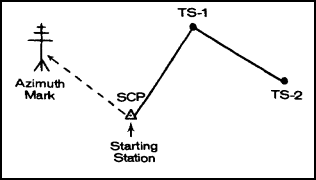 TS-1
Azimuth
Mark
SCP
TS-2
Starting
Station